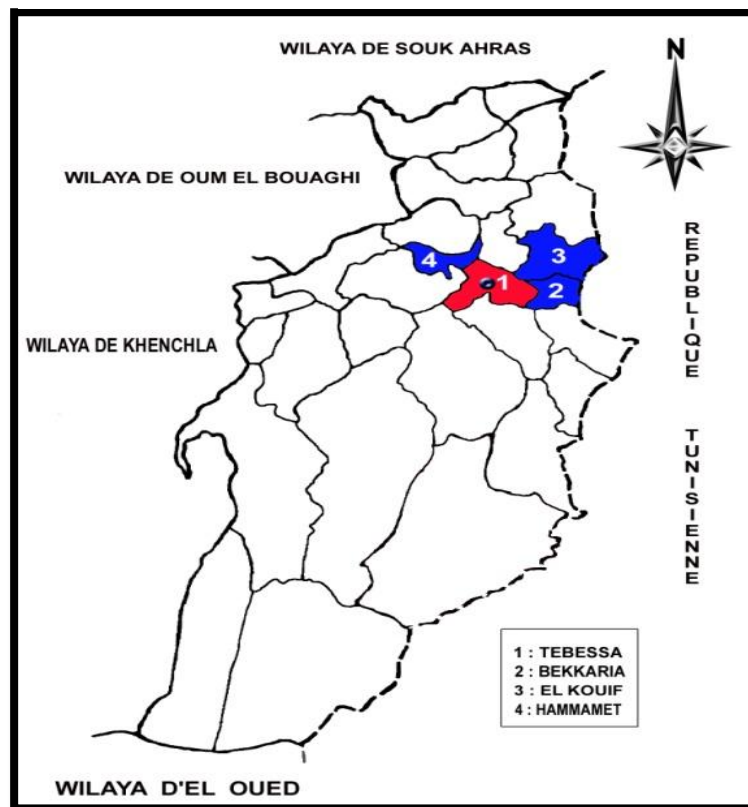 WILAYA DE SOUK AHRAS
N
WILAYA DE OUM EL BOUAGHI
REPUBLIQUE TUNISIENNE
4
3
1
2
WILAYA DE KHENCHLA
1 : TEBESSA
2 : BEKKARIA
3 : EL KOUIF
4 : HAMMAMET
WILAYA D'EL OUED